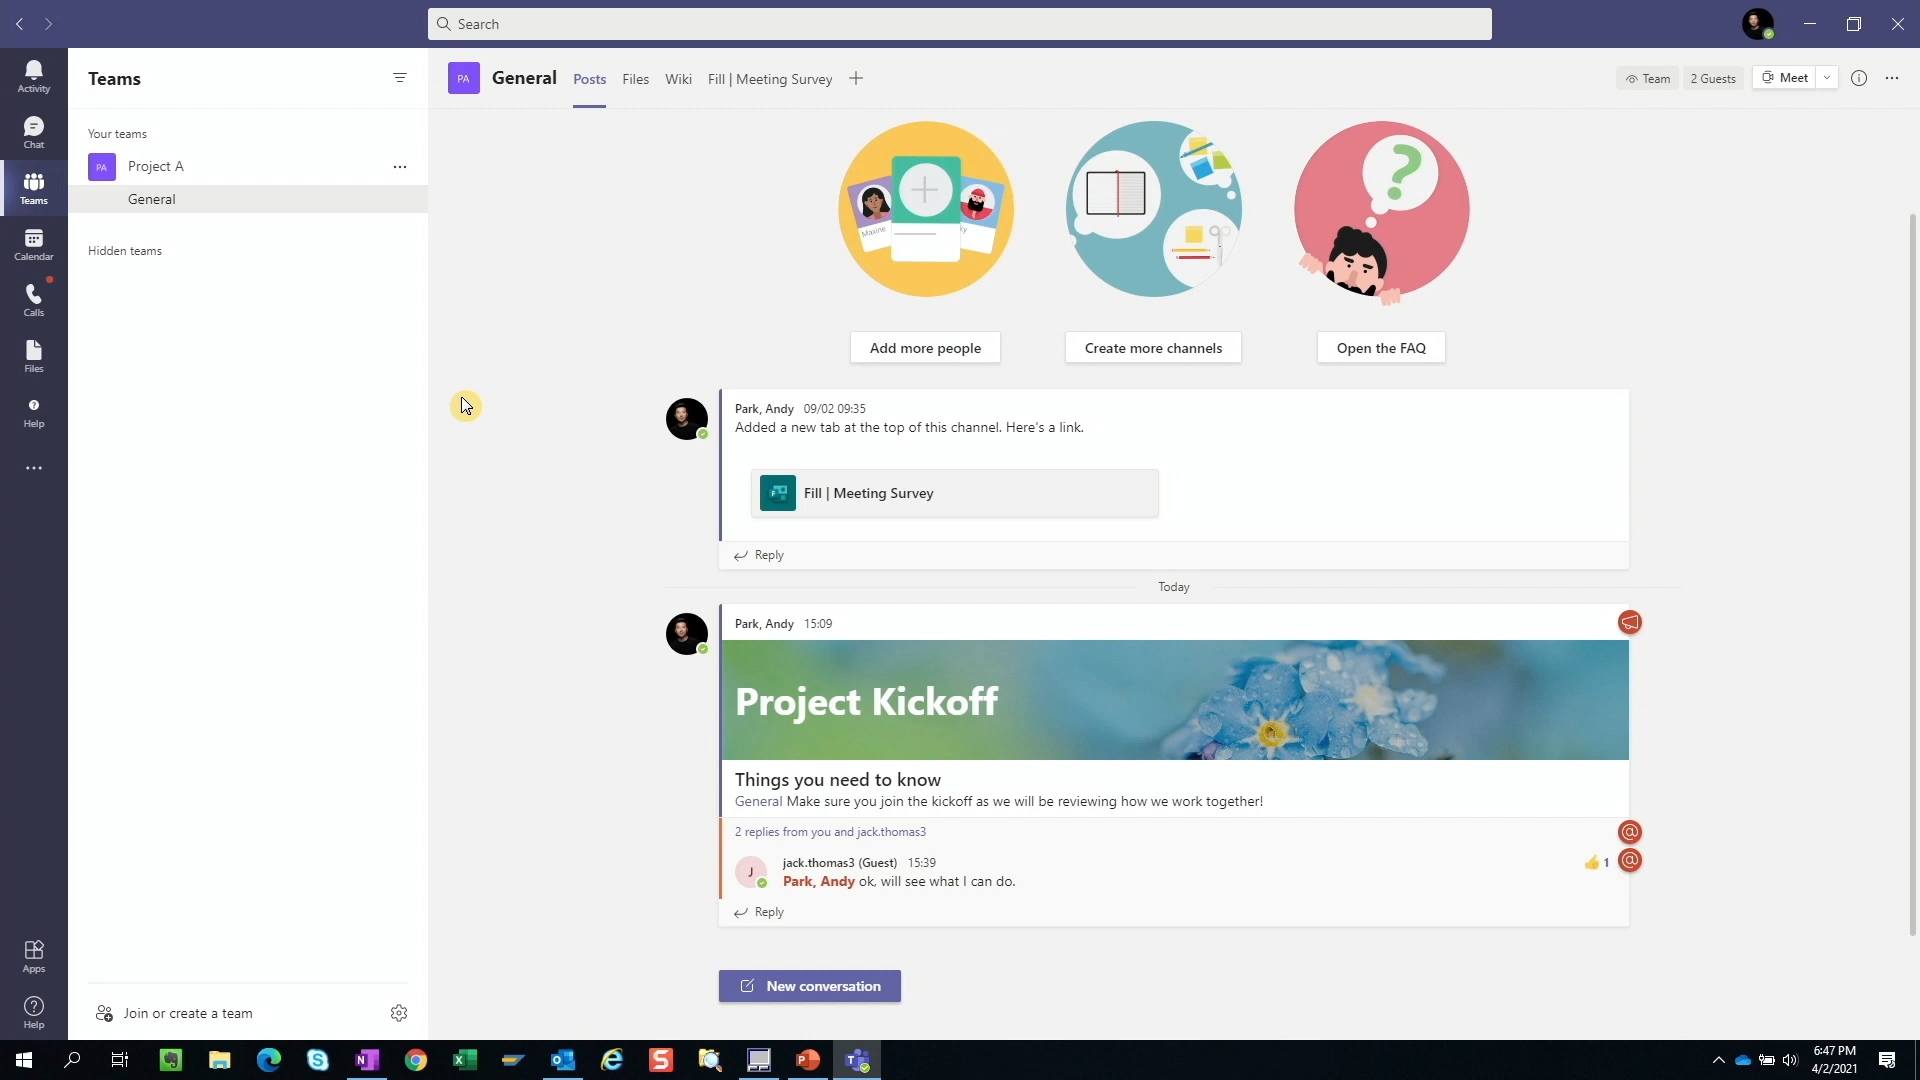 Search
Activity
Chat
Teams
Calendar
Calls
Files
Help
Apps
Help
Teams
Your teams
PA Project A
General
Hidden teams
Join or create a team
PA General Posts Files Wiki Fill | Meeting Survey
Team 2 Guests Meet
Maxine
Add more people Create more channels Open the FAQ
Park, Andy 09/02 09:35
Added a new tab at the top of this channel. Here's a link.
Fill | Meeting Survey
Reply
Today
Park, Andy 15:09
Project Kickoff
Things you need to know
General Make sure you join the kickoff as we will be reviewing how we work together!
2 replies from you and jack.thomas3
J jack.thomas3 (Guest) 15:39
1
Park, Andy ok, will see what I can do.
Reply
New conversation
6:47 PM
4/2/2021